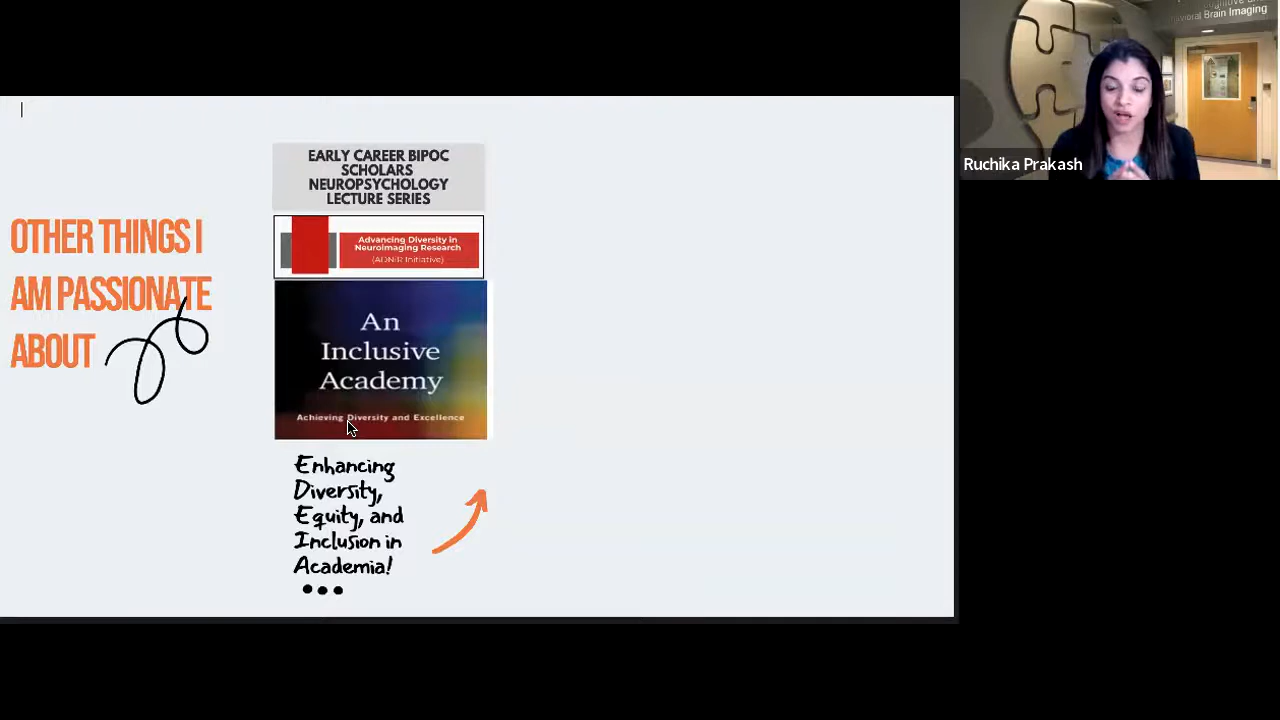 Behavioral Brain Imaging
Ruchika Prakash
OTHER THINGS I
AM PASSIONATE
ABOUT
EARLY CAREER BIPOC
SCHOLARS
NEUROPSYCHOLOGY
LECTURE SERIES
Advancing Diversity in
Neuroimaging Research
(ADNiR Initiative)
An
Inclusive
Academy
Achieving Diversity and Excellence
Enhancing
Diversity,
Equity, and
Inclusion in
Academia!